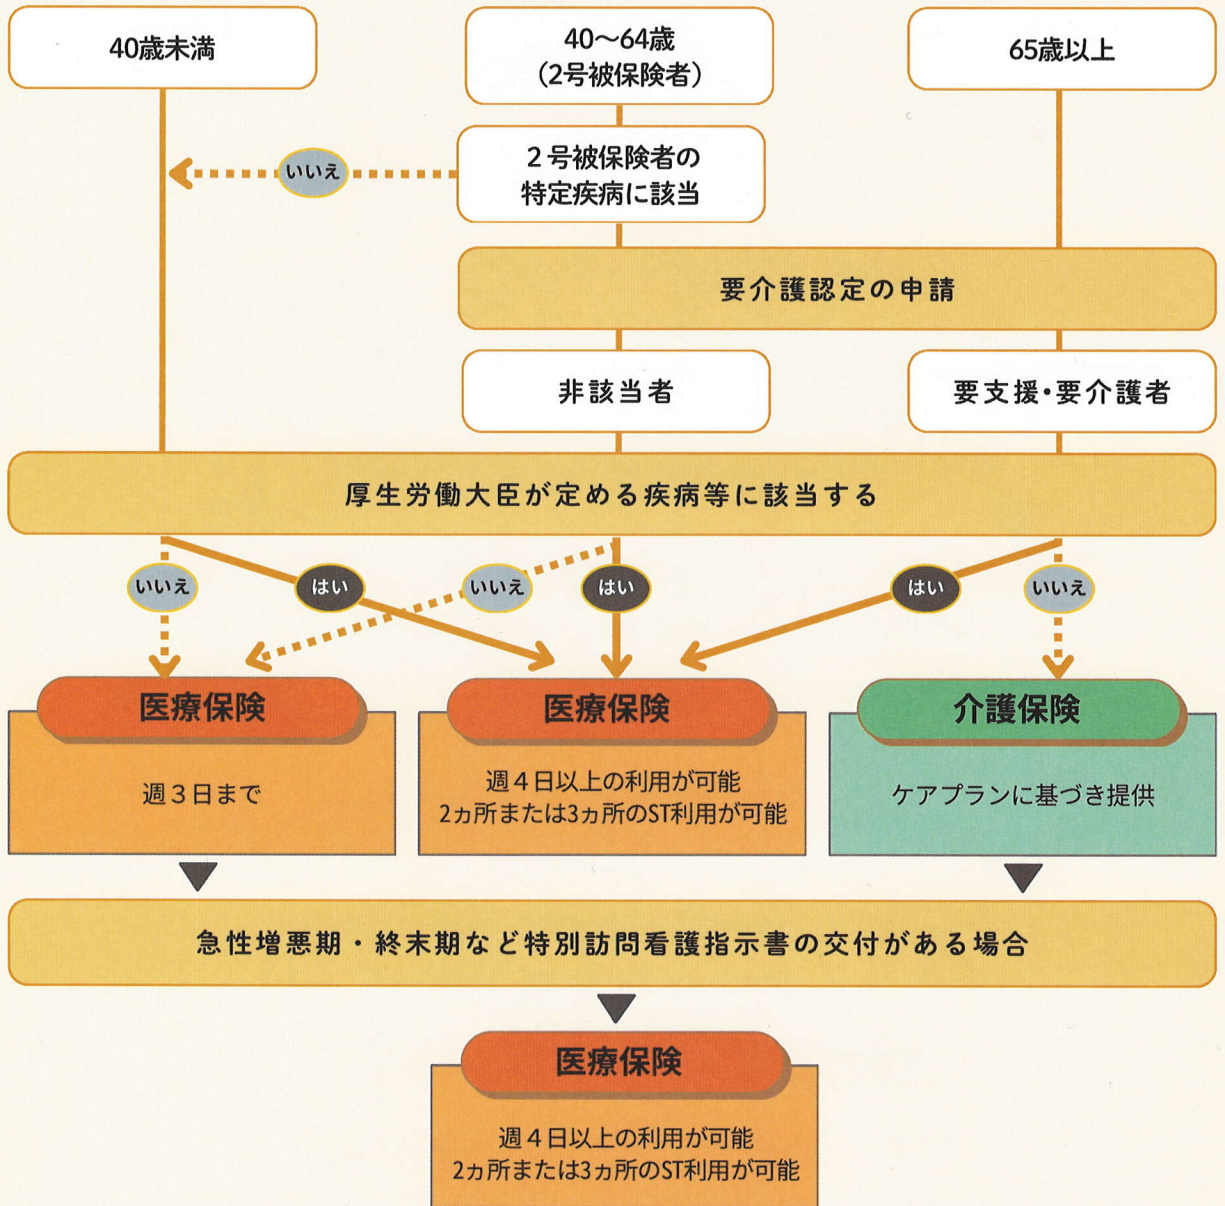 40歳未満
40～64歳
（2号被保険者）
65歳以上
いいえ
２号被保険者の
特定疾病に該当
要介護認定の申請
非該当者
要支援・要介護者
厚生労働大臣が定める疾病等に該当する
いいえ
はい
いいえ
はい
はい
いいえ
医療保険
週３日まで
医療保険
週４日以上の利用が可能
2ヵ所または3ヵ所のST利用が可能
介護保険
ケアプランに基づき提供
急性増悪期・終末期など特別訪問看護指示書の交付がある場合
医療保険
週４日以上の利用が可能
2ヵ所または3ヵ所のST利用が可能